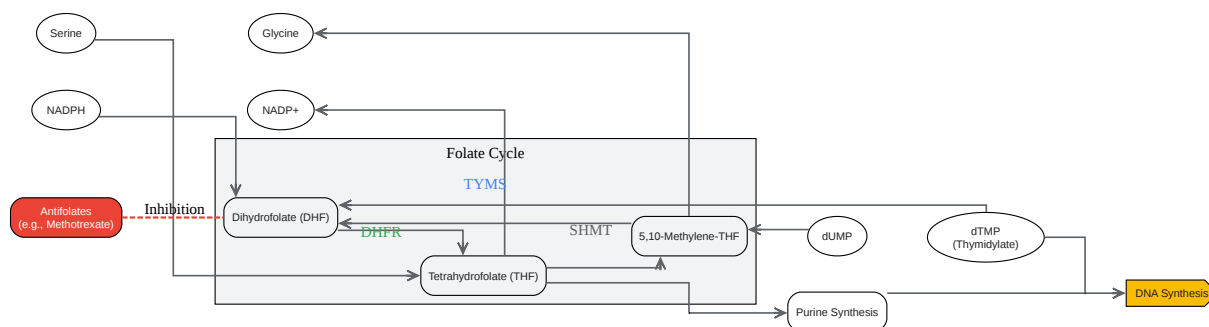 Serine
Glycine
NADPH
NADP+
Folate Cycle
TYMS
Antifolates
(e.g., Methotrexate)
Inhibition
Dihydrofolate (DHF)
DHFR
SHMT
5,10-Methylene-THF
dUMP
dTMP
(Thymidylate)
Tetrahydrofolate (THF)
Purine Synthesis
DNA Synthesis